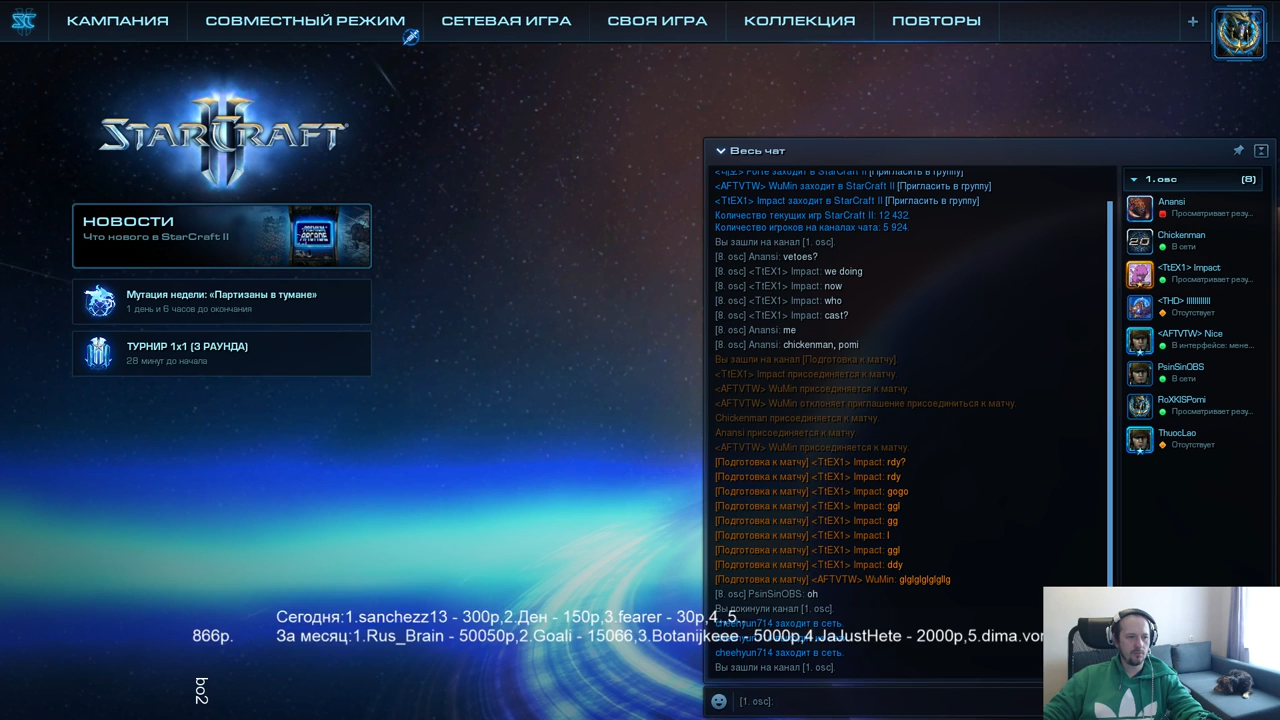 КАМПАНИЯ
СОВМЕСТНЫЙ РЕЖИМ
СЕТЕВАЯ ИГРА
СВОЯ ИГРА
КОЛЛЕКЦИЯ
ПОВТОРЫ
STARCRAFT II
НОВОСТИ
Что нового в StarCraft II
Мутация недели: «Партизаны в тумане»
1 день и 6 часов до окончания
ТУРНИР 1x1 (3 РАУНДА)
28 минут до начала
Весь чат
Forte заходит в StarCraft II [Пригласить в группу]
<AFTVTW> WuMin заходит в StarCraft II [Пригласить в группу]
<TtEX1> Impact заходит в StarCraft II [Пригласить в группу]
Количество текущих игр StarCraft II: 12 432.
Количество игроков на каналах чата: 5 924.
Вы зашли на канал [1. osc].
[8. osc] Anansi: vetoes?
[8. osc] <TtEX1> Impact: we doing
[8. osc] <TtEX1> Impact: now
[8. osc] <TtEX1> Impact: who
[8. osc] <TtEX1> Impact: cast?
[8. osc] Anansi: me
[8. osc] Anansi: chickenman, pomi
Вы зашли на канал [Подготовка к матчу].
<TtEX1> Impact присоединяется к матчу.
<AFTVTW> WuMin присоединяется к матчу.
<AFTVTW> WuMin отклоняет приглашение присоединиться к матчу.
Chickenman присоединяется к матчу.
Anansi присоединяется к матчу.
<AFTVTW> WuMin присоединяется к матчу.
[Подготовка к матчу] <TtEX1> Impact: rdy?
[Подготовка к матчу] <TtEX1> Impact: rdy
[Подготовка к матчу] <TtEX1> Impact: gogo
[Подготовка к матчу] <TtEX1> Impact: ggl
[Подготовка к матчу] <TtEX1> Impact: gg
[Подготовка к матчу] <TtEX1> Impact: l
[Подготовка к матчу] <TtEX1> Impact: ggl
[Подготовка к матчу] <TtEX1> Impact: ddy
[Подготовка к матчу] <AFTVTW> WuMin: glglglglglgllg
[8. osc] PsinSinOBS: oh
Вы покинули канал [1. osc].
cheehyun714 заходит в сеть.
cheehyun714 заходит в сеть.
Вы зашли на канал [1. osc].
[1. osc]:
1. osc (8)
Anansi
Просматривает резу...
Chickenman
В сети
<TtEX1> Impact
Просматривает резу...
<THD> IIIIIIIIIIII
Отсутствует
<AFTVTW> Nice
В интерфейсе: мене...
PsinSinOBS
В сети
RoXKISPomi
Просматривает резу...
ThuocLao
Отсутствует
Сегодня:1.sanchezz13 - 300р,2.Ден - 150р,3.fearer - 30р,4.,5.
866р.
За месяц:1.Rus_Brain - 50050р,2.Goali - 15066,3.Botanijkeee - 5000р,4.JaJustHete - 2000р,5.dima.vor
bo2